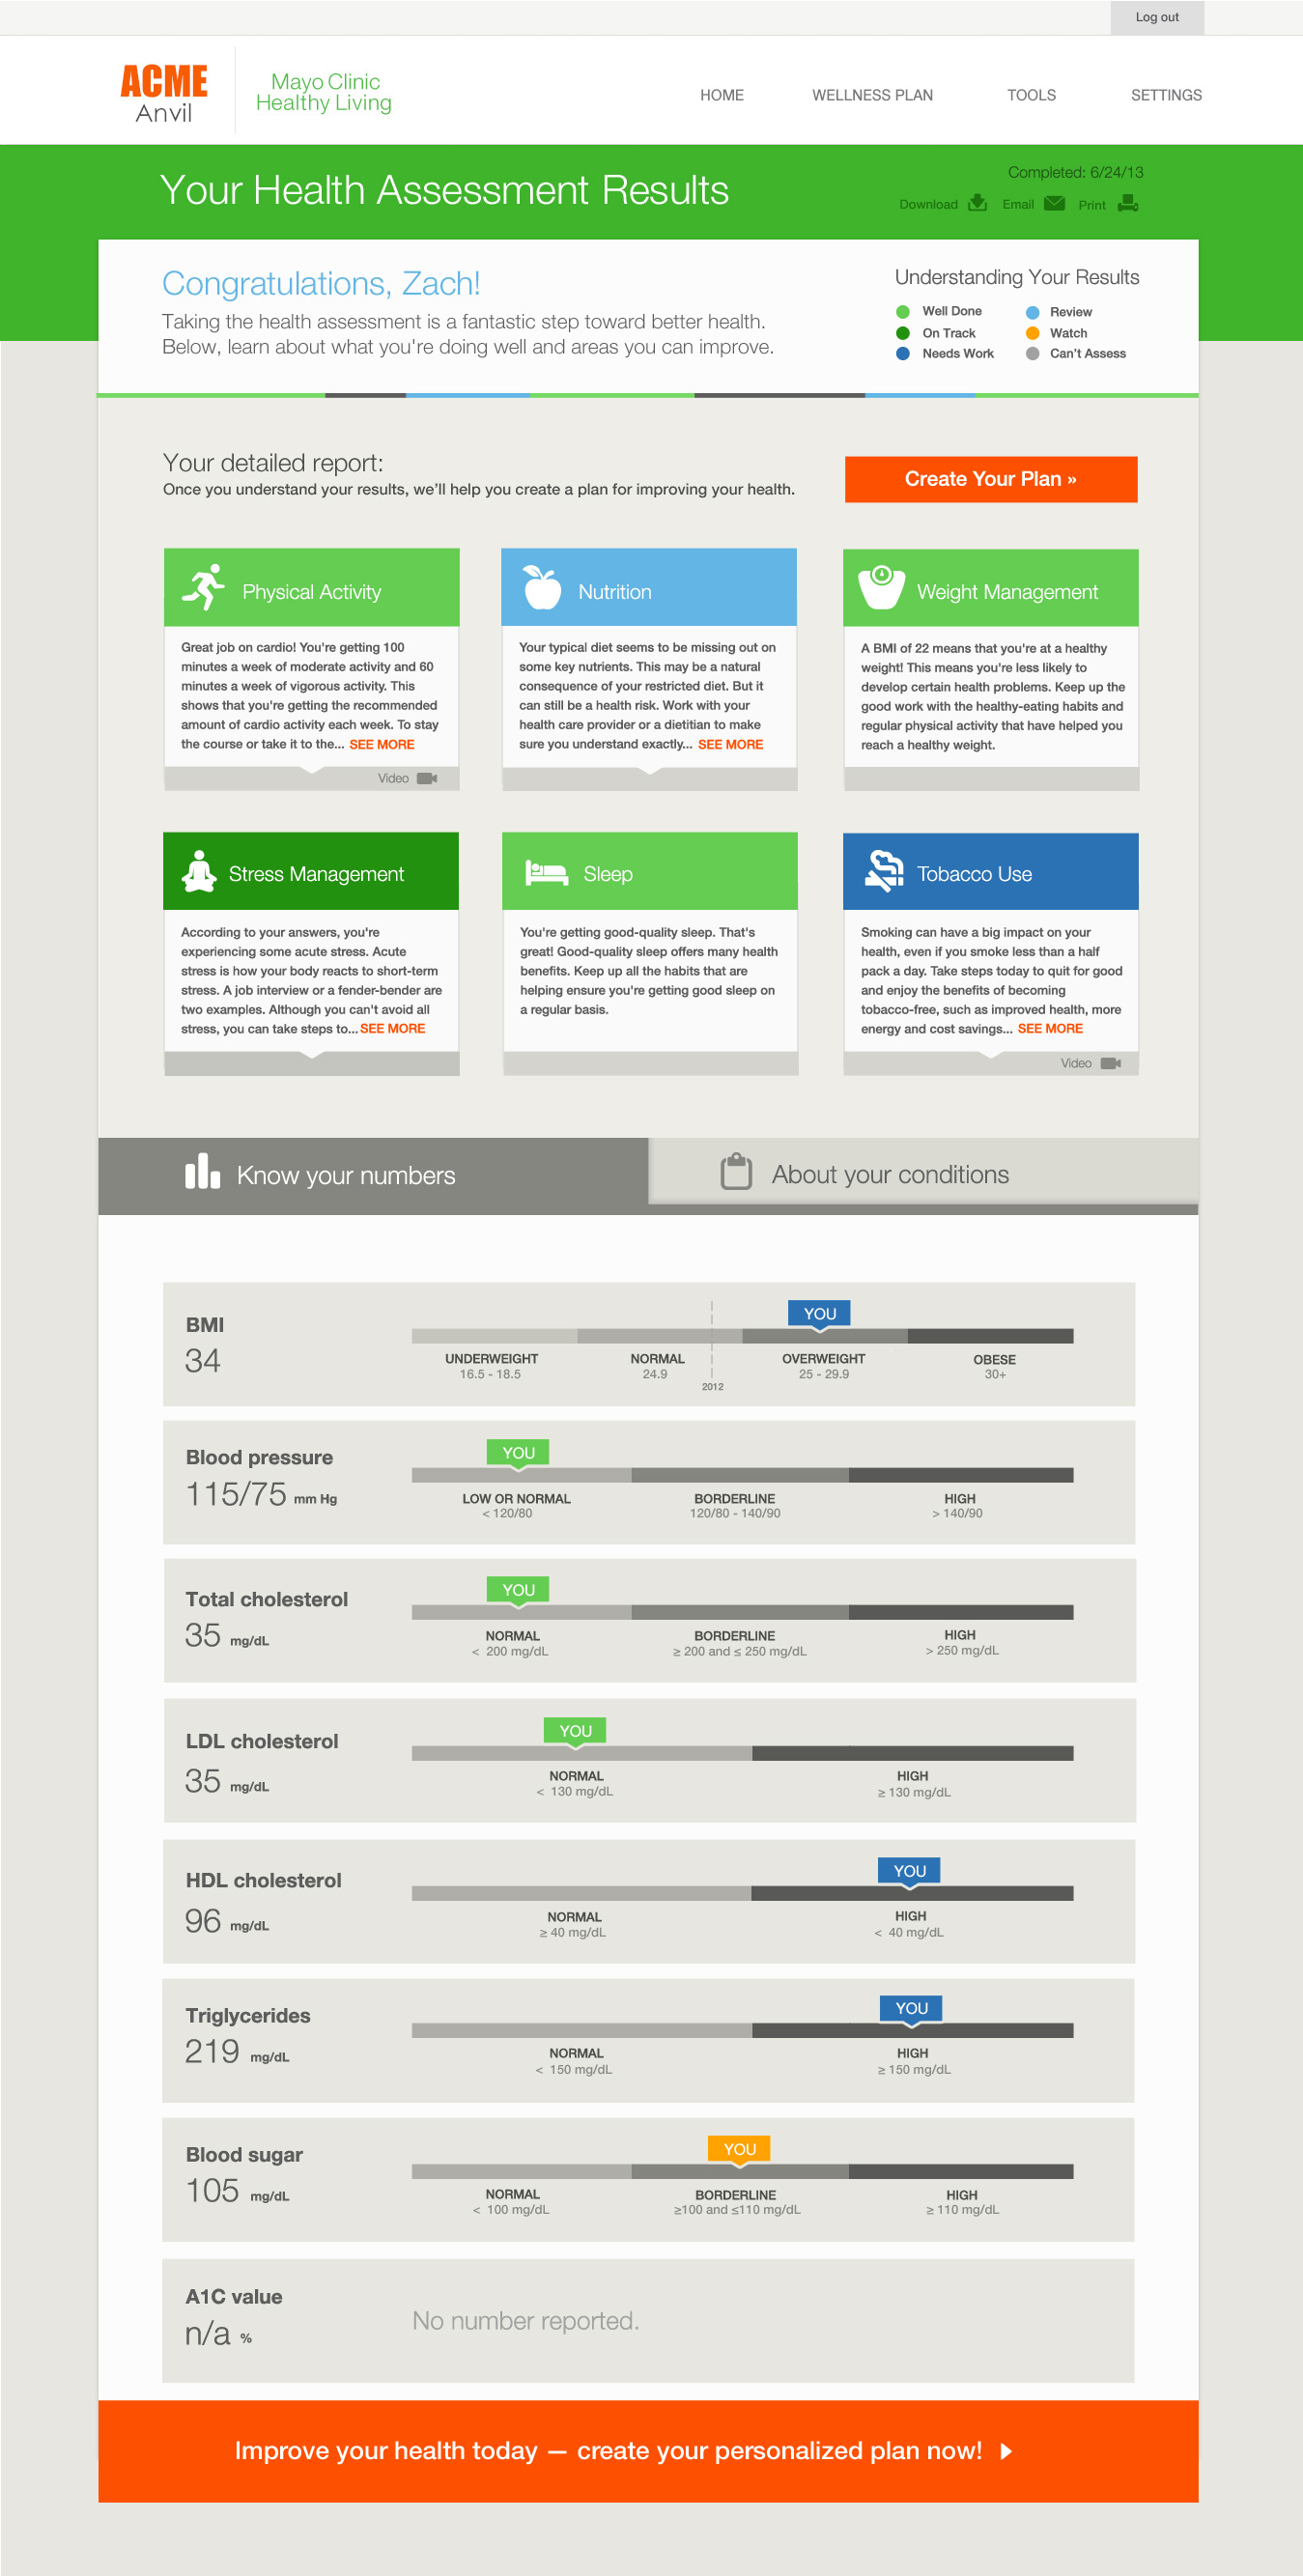 Log out
ACME
Anvil
Mayo Clinic
Healthy Living
HOME
WELLNESS PLAN
TOOLS
SETTINGS
Your Health Assessment Results
Completed: 6/24/13
Download
Email
Print
Congratulations, Zach!
Taking the health assessment is a fantastic step toward better health.
Below, learn about what you're doing well and areas you can improve.
Understanding Your Results
Well Done
Review
On Track
Watch
Needs Work
Can't Assess
Your detailed report:
Once you understand your results, we'll help you create a plan for improving your health.
Create Your Plan »
Physical Activity
Great job on cardio! You're getting 100
minutes a week of moderate activity and 60
minutes a week of vigorous activity. This
shows that you're getting the recommended
amount of cardio activity each week. To stay
the course or take it to the... SEE MORE
Video
Nutrition
Your typical diet seems to be missing out on
some key nutrients. This may be a natural
consequence of your restricted diet. But it
can still be a health risk. Work with your
health care provider or a dietitian to make
sure you understand exactly... SEE MORE
Weight Management
A BMI of 22 means that you're at a healthy
weight! This means you're less likely to
develop certain health problems. Keep up the
good work with the healthy-eating habits and
regular physical activity that have helped you
reach a healthy weight.
Stress Management
According to your answers, you're
experiencing some acute stress. Acute
stress is how your body reacts to short-term
stress. A job interview or a fender-bender are
two examples. Although you can't avoid all
stress, you can take steps to... SEE MORE
Sleep
You're getting good-quality sleep. That's
great! Good-quality sleep offers many health
benefits. Keep up all the habits that are
helping ensure you're getting good sleep on
a regular basis.
Tobacco Use
Smoking can have a big impact on your
health, even if you smoke less than a half
pack a day. Take steps today to quit for good
and enjoy the benefits of becoming
tobacco-free, such as improved health, more
energy and cost savings... SEE MORE
Video
Know your numbers
About your conditions
BMI
34
YOU
UNDERWEIGHT
16.5 - 18.5
NORMAL
24.9
2012
OVERWEIGHT
25 - 29.9
OBESE
30+
Blood pressure
115/75 mm Hg
YOU
LOW OR NORMAL
< 120/80
BORDERLINE
120/80 - 140/90
HIGH
> 140/90
Total cholesterol
35 mg/dL
YOU
NORMAL
< 200 mg/dL
BORDERLINE
≥ 200 and ≤ 250 mg/dL
HIGH
> 250 mg/dL
LDL cholesterol
35 mg/dL
YOU
NORMAL
< 130 mg/dL
HIGH
≥ 130 mg/dL
HDL cholesterol
96 mg/dL
YOU
NORMAL
≥ 40 mg/dL
HIGH
< 40 mg/dL
Triglycerides
219 mg/dL
YOU
NORMAL
< 150 mg/dL
HIGH
≥ 150 mg/dL
Blood sugar
105 mg/dL
YOU
NORMAL
< 100 mg/dL
BORDERLINE
≥100 and ≤110 mg/dL
HIGH
≥ 110 mg/dL
A1C value
n/a %
No number reported.
Improve your health today — create your personalized plan now!